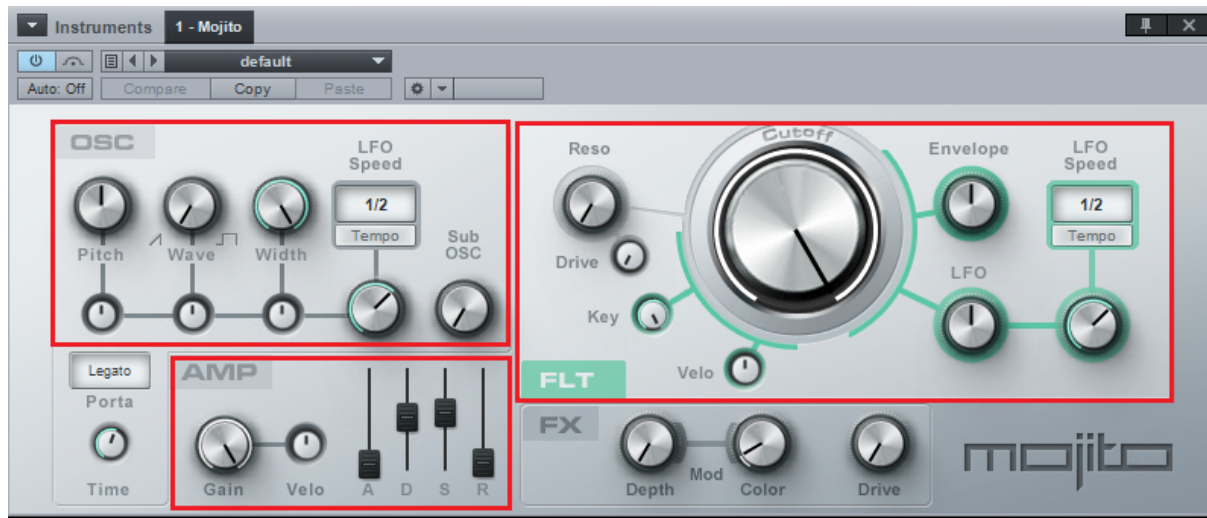 Instruments 1 - Mojito
default
Auto: Off Compare Copy Paste
OSC
LFO
Speed
1/2
Tempo
Pitch Wave Width
Sub
OSC
Reso
Cutoff
Envelope
LFO
Speed
1/2
Tempo
Drive
LFO
Key
Velo
FLT
Legato
Porta
Time
AMP
Gain Velo A D S R
FX
Mod
Depth Color Drive
mojito